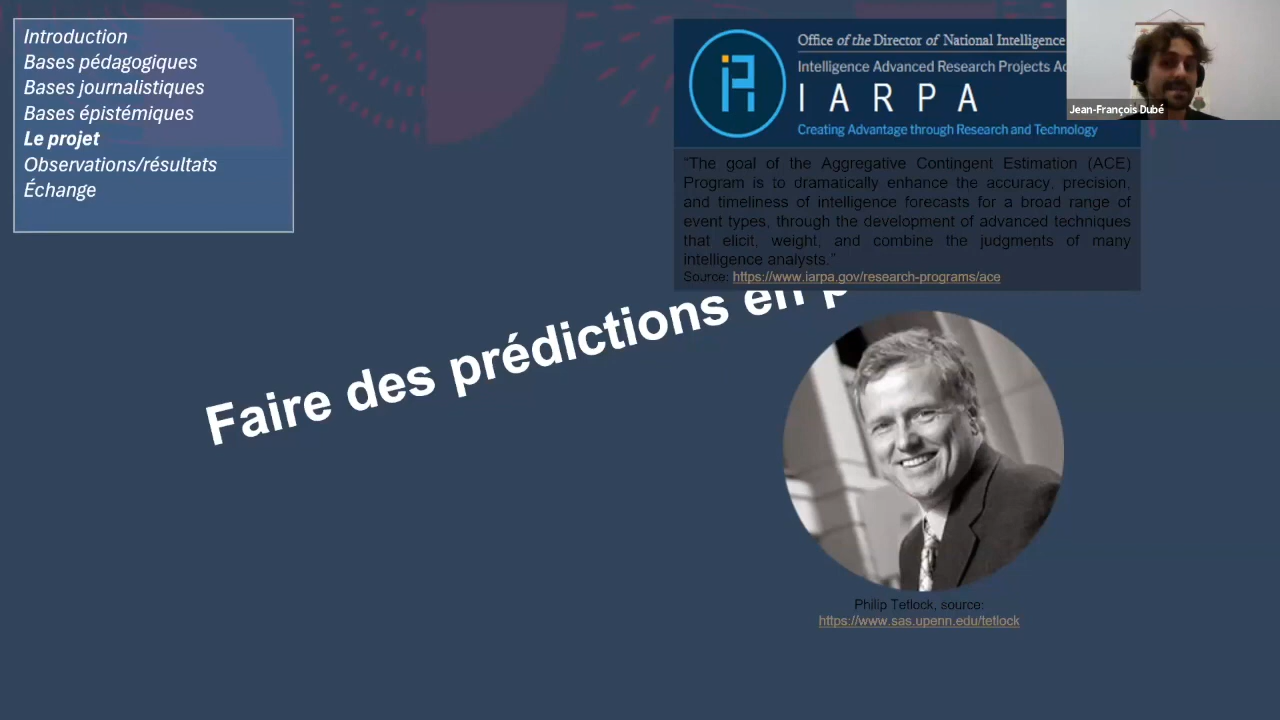 Introduction
Bases pédagogiques
Bases journalistiques
Bases épistémiques
Le projet
Observations/résultats
Échange
Office of the Director of National Intelligence
Intelligence Advanced Research Projects
IARPA
Creating Advantage through Research and Technology
Jean-François Dubé
“The goal of the Aggregative Contingent Estimation (ACE)
Program is to dramatically enhance the accuracy, precision,
and timeliness of intelligence forecasts for a broad range of
event types, through the development of advanced techniques
that elicit, weight, and combine the judgments of many
intelligence analysts.”
Source: https://www.iarpa.gov/research-programs/ace
Faire des prédictions en
Philip Tetlock, source:
https://www.sas.upenn.edu/tetlock